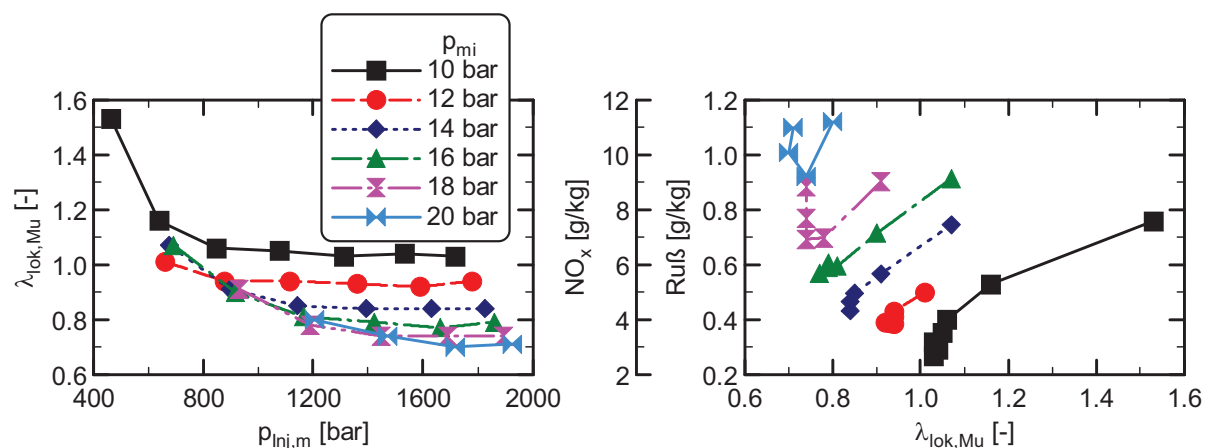 p_mi
10 bar
12 bar
14 bar
16 bar
18 bar
20 bar
λ_lok,Mu [-]
1.6
1.4
1.2
1.0
0.8
0.6
400 800 1200 1600 2000
p_Inj,m [bar]
NO_x [g/kg]
12
10
8
6
4
2
Ruß [g/kg]
1.2
1.0
0.8
0.6
0.4
0.2
0.6 0.8 1.0 1.2 1.4 1.6
λ_lok,Mu [-]